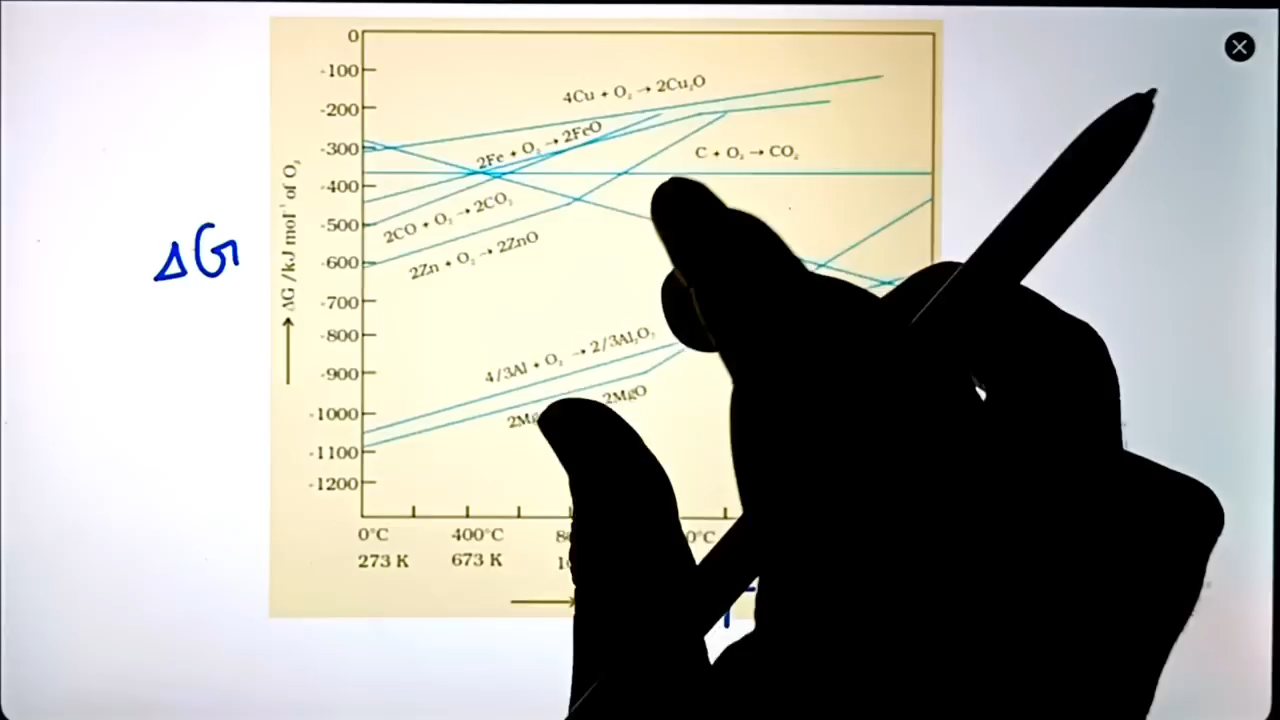 0
-100
-200
-300
-400
-500
-600
-700
-800
-900
-1000
-1100
-1200
ΔG /kJ mol⁻¹ of O₂
ΔG
4Cu + O₂ → 2Cu₂O
2Fe + O₂ → 2FeO
C + O₂ → CO₂
2CO + O₂ → 2CO₂
2Zn + O₂ → 2ZnO
4/3Al + O₂ → 2/3Al₂O₃
2MgO
0°C
400°C
273 K
673 K